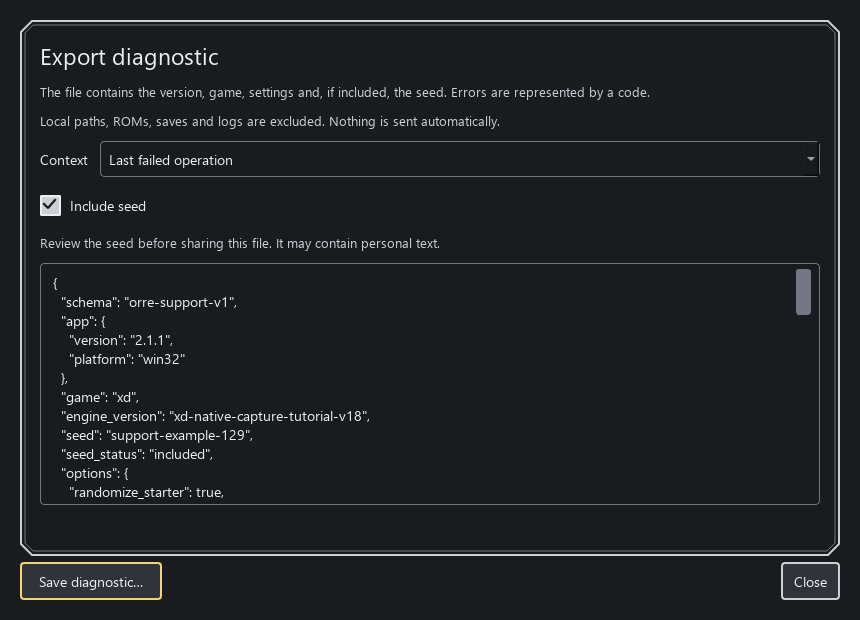 Export diagnostic
The file contains the version, game, settings and, if included, the seed. Errors are represented by a code.
Local paths, ROMs, saves and logs are excluded. Nothing is sent automatically.
Context
Last failed operation
Include seed
Review the seed before sharing this file. It may contain personal text.
{
"schema": "orre-support-v1",
"app": {
"version": "2.1.1",
"platform": "win32"
},
"game": "xd",
"engine_version": "xd-native-capture-tutorial-v18",
"seed": "support-example-129",
"seed_status": "included",
"options": {
"randomize_starter": true,
Save diagnostic...
Close